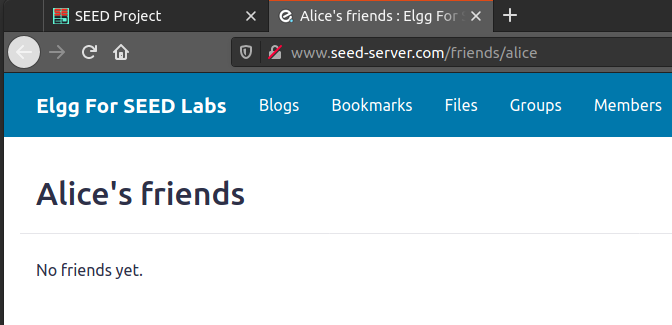 SEED Project
Alice's friends : Elgg For S
www.seed-server.com/friends/alice
Elgg For SEED Labs Blogs Bookmarks Files Groups Members
Alice's friends
No friends yet.